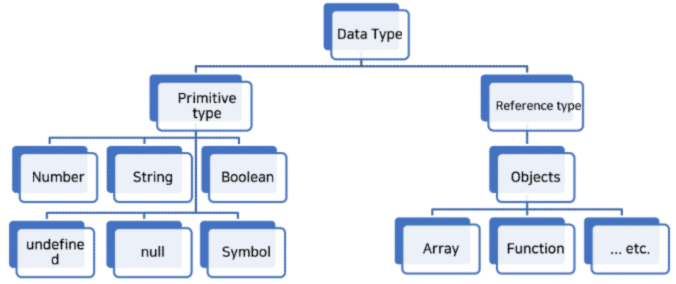 Data Type
Primitive
type
Reference type
Number
String
Boolean
Objects
undefine
d
null
Symbol
Array
Function
... etc.